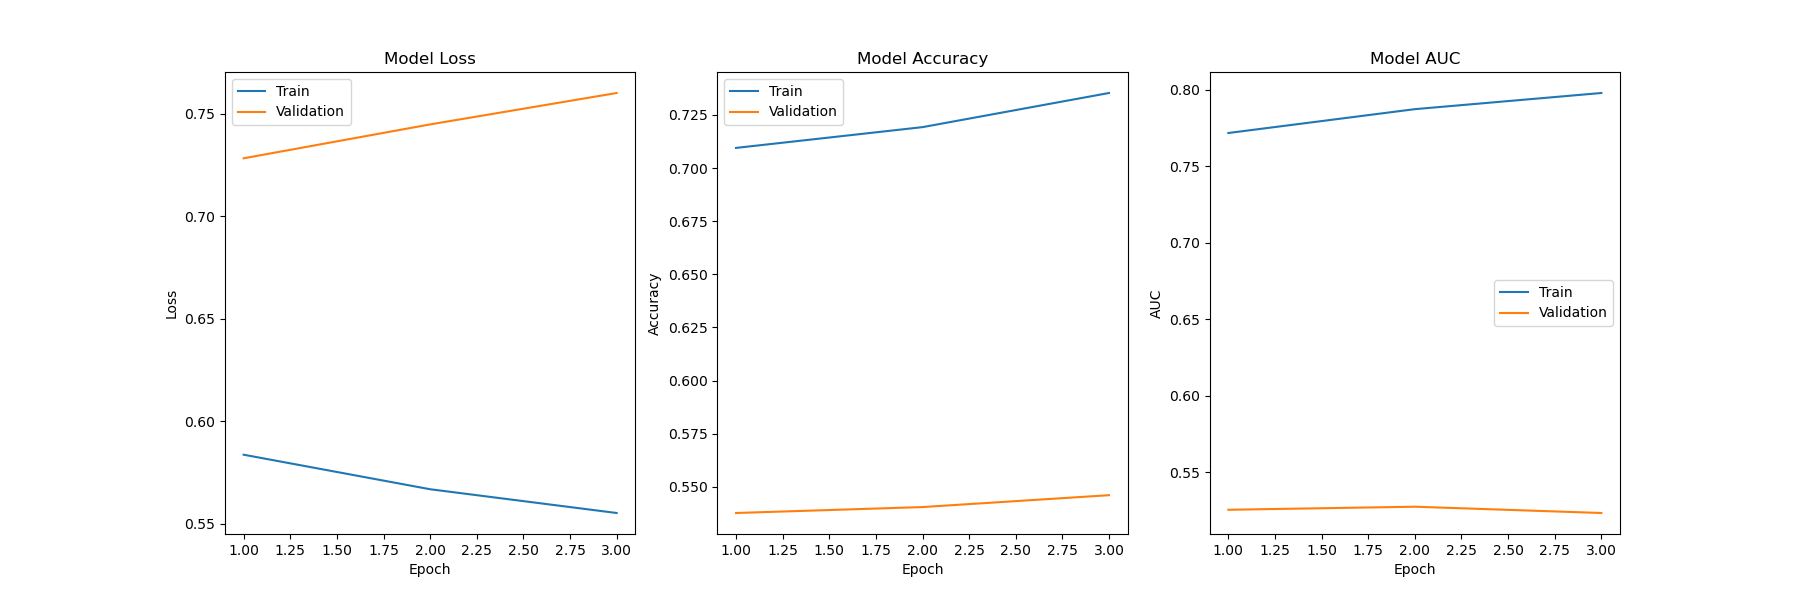 Model Loss
Train
Validation
0.75
0.70
0.65
0.60
0.55
Loss
1.00 1.25 1.50 1.75 2.00 2.25 2.50 2.75 3.00
Epoch
Model Accuracy
Train
Validation
0.725
0.700
0.675
0.650
0.625
0.600
0.575
0.550
Accuracy
1.00 1.25 1.50 1.75 2.00 2.25 2.50 2.75 3.00
Epoch
Model AUC
0.80
0.75
0.70
0.65
0.60
0.55
AUC
Train
Validation
1.00 1.25 1.50 1.75 2.00 2.25 2.50 2.75 3.00
Epoch